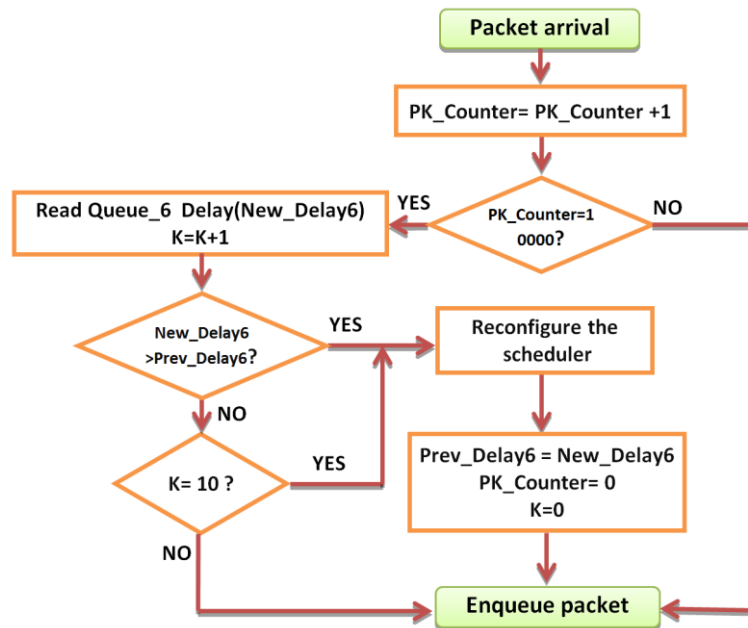 Packet arrival
PK_Counter= PK_Counter +1
PK_Counter=1
0000?
YES
NO
Read Queue_6 Delay(New_Delay6)
K=K+1
New_Delay6
>Prev_Delay6?
YES
Reconfigure the
scheduler
NO
K= 10 ?
YES
Prev_Delay6 = New_Delay6
PK_Counter= 0
K=0
NO
Enqueue packet